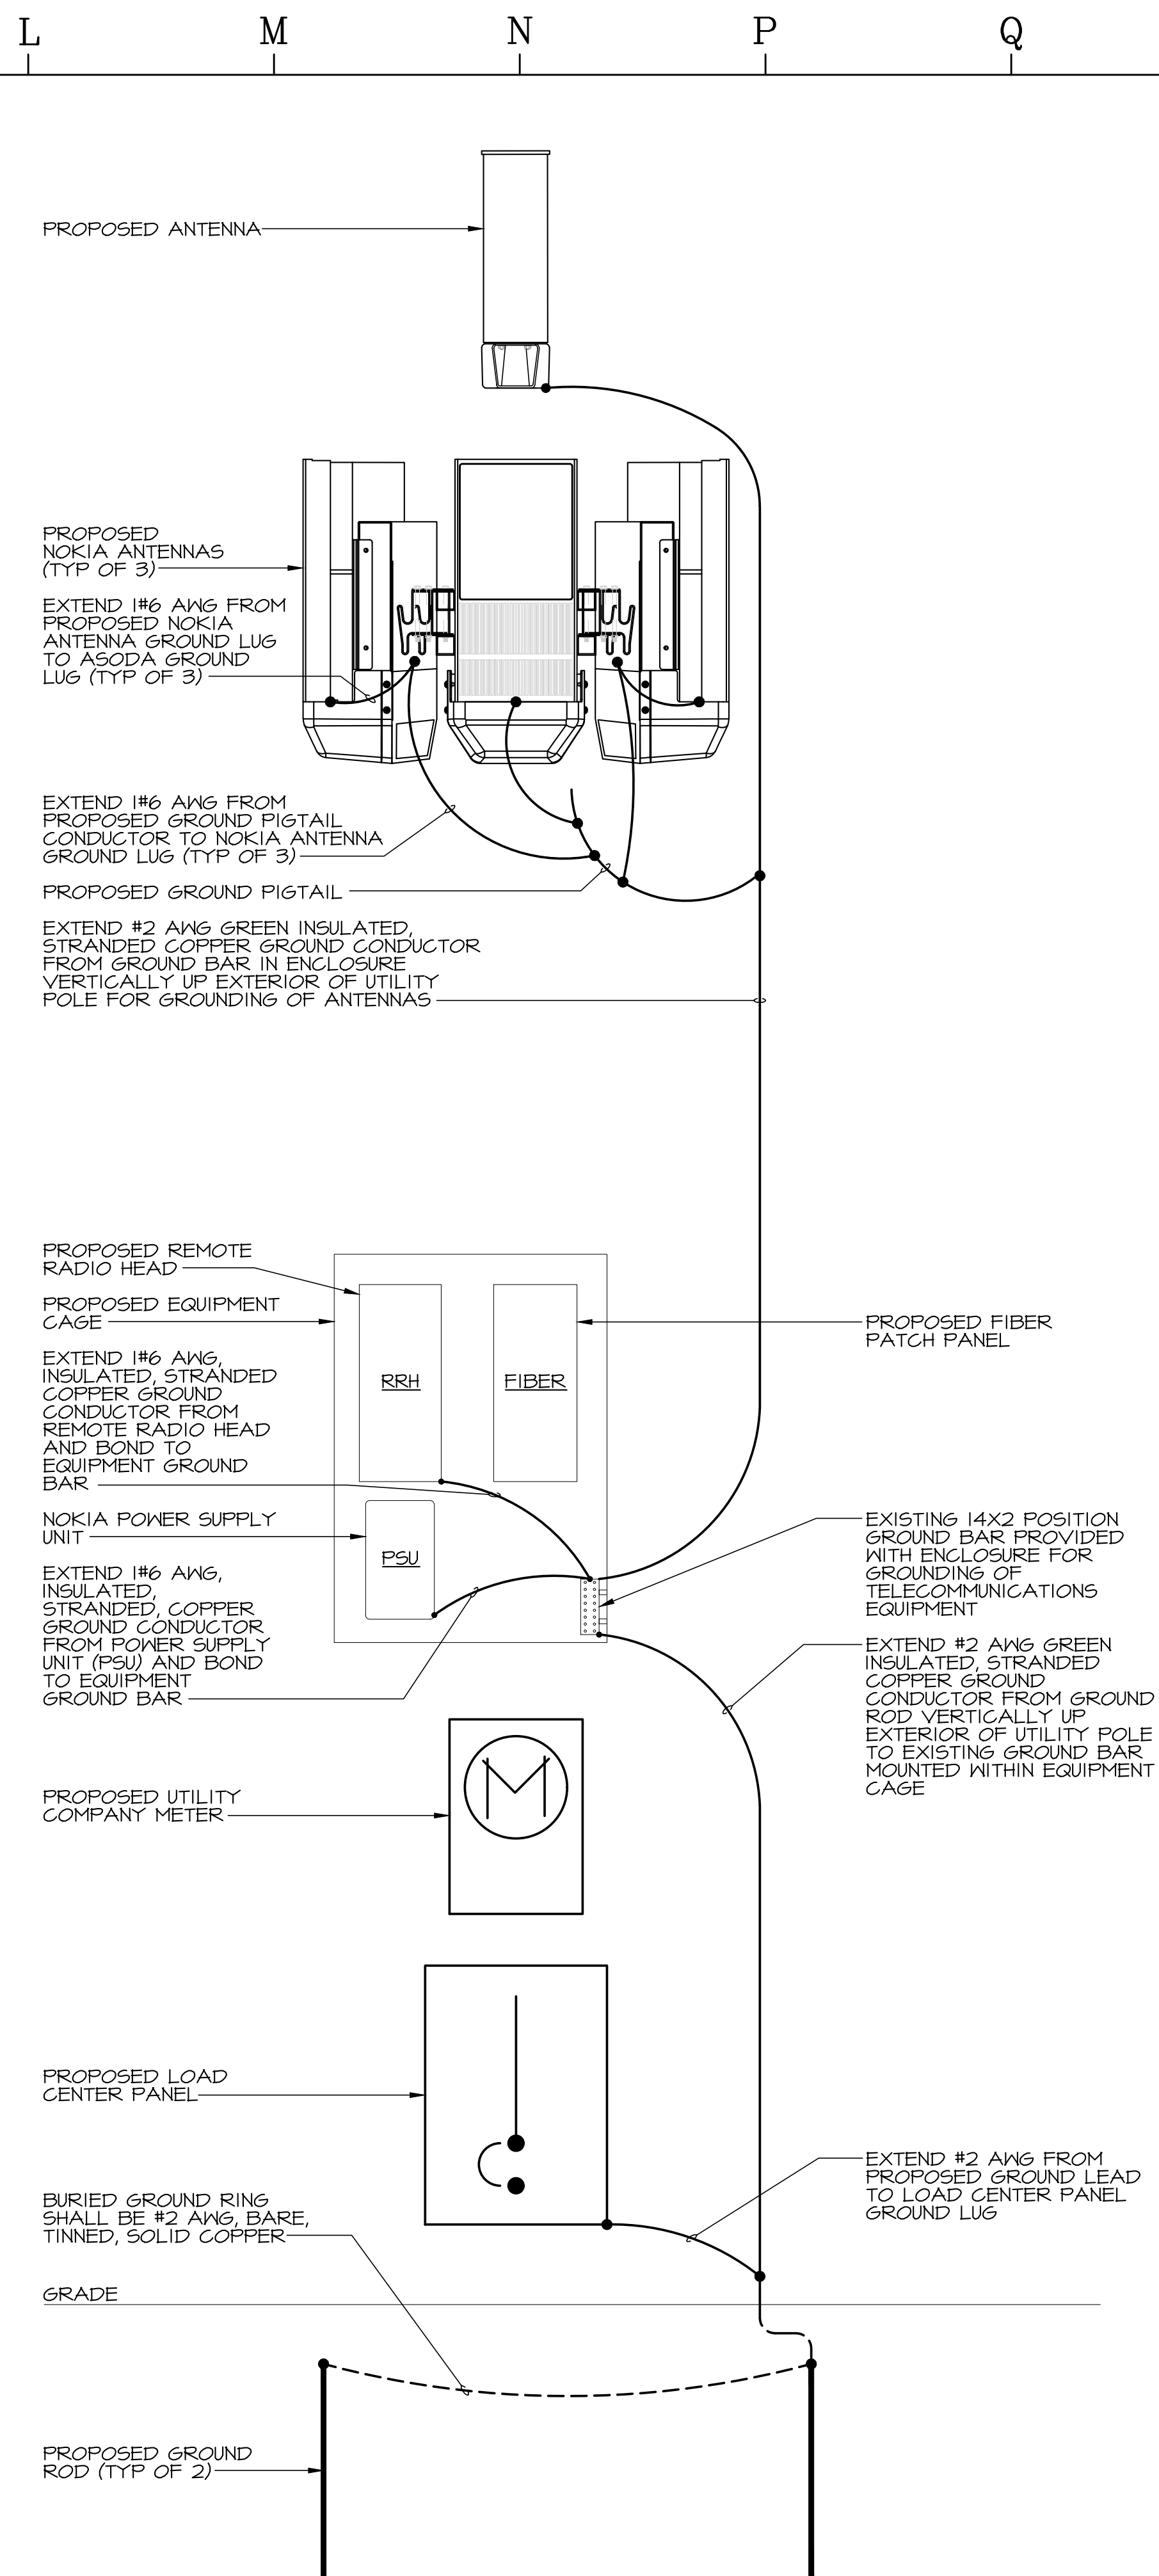 L M N P Q
PROPOSED ANTENNA
PROPOSED
NOKIA ANTENNAS
(TYP OF 3)
EXTEND 1#6 AWG FROM
PROPOSED NOKIA
ANTENNA GROUND LUG
TO ASODA GROUND
LUG (TYP OF 3)
EXTEND 1#6 AWG FROM
PROPOSED GROUND PIGTAIL
CONDUCTOR TO NOKIA ANTENNA
GROUND LUG (TYP OF 3)
PROPOSED GROUND PIGTAIL
EXTEND #2 AWG GREEN INSULATED,
STRANDED COPPER GROUND CONDUCTOR
FROM GROUND BAR IN ENCLOSURE
VERTICALLY UP EXTERIOR OF UTILITY
POLE FOR GROUNDING OF ANTENNAS
PROPOSED REMOTE
RADIO HEAD
PROPOSED EQUIPMENT
CAGE
EXTEND 1#6 AWG,
INSULATED, STRANDED
COPPER GROUND
CONDUCTOR FROM
REMOTE RADIO HEAD
AND BOND TO
EQUIPMENT GROUND
BAR
NOKIA POWER SUPPLY
UNIT
EXTEND 1#6 AWG,
INSULATED,
STRANDED, COPPER
GROUND CONDUCTOR
FROM POWER SUPPLY
UNIT (PSU) AND BOND
TO EQUIPMENT
GROUND BAR
RRH
FIBER
PSU
PROPOSED FIBER
PATCH PANEL
EXISTING 14X2 POSITION
GROUND BAR PROVIDED
WITH ENCLOSURE FOR
GROUNDING OF
TELECOMMUNICATIONS
EQUIPMENT
EXTEND #2 AWG GREEN
INSULATED, STRANDED
COPPER GROUND
CONDUCTOR FROM GROUND
ROD VERTICALLY UP
EXTERIOR OF UTILITY POLE
TO EXISTING GROUND BAR
MOUNTED WITHIN EQUIPMENT
CAGE
PROPOSED UTILITY
COMPANY METER
M
PROPOSED LOAD
CENTER PANEL
EXTEND #2 AWG FROM
PROPOSED GROUND LEAD
TO LOAD CENTER PANEL
GROUND LUG
BURIED GROUND RING
SHALL BE #2 AWG, BARE,
TINNED, SOLID COPPER
GRADE
PROPOSED GROUND
ROD (TYP OF 2)